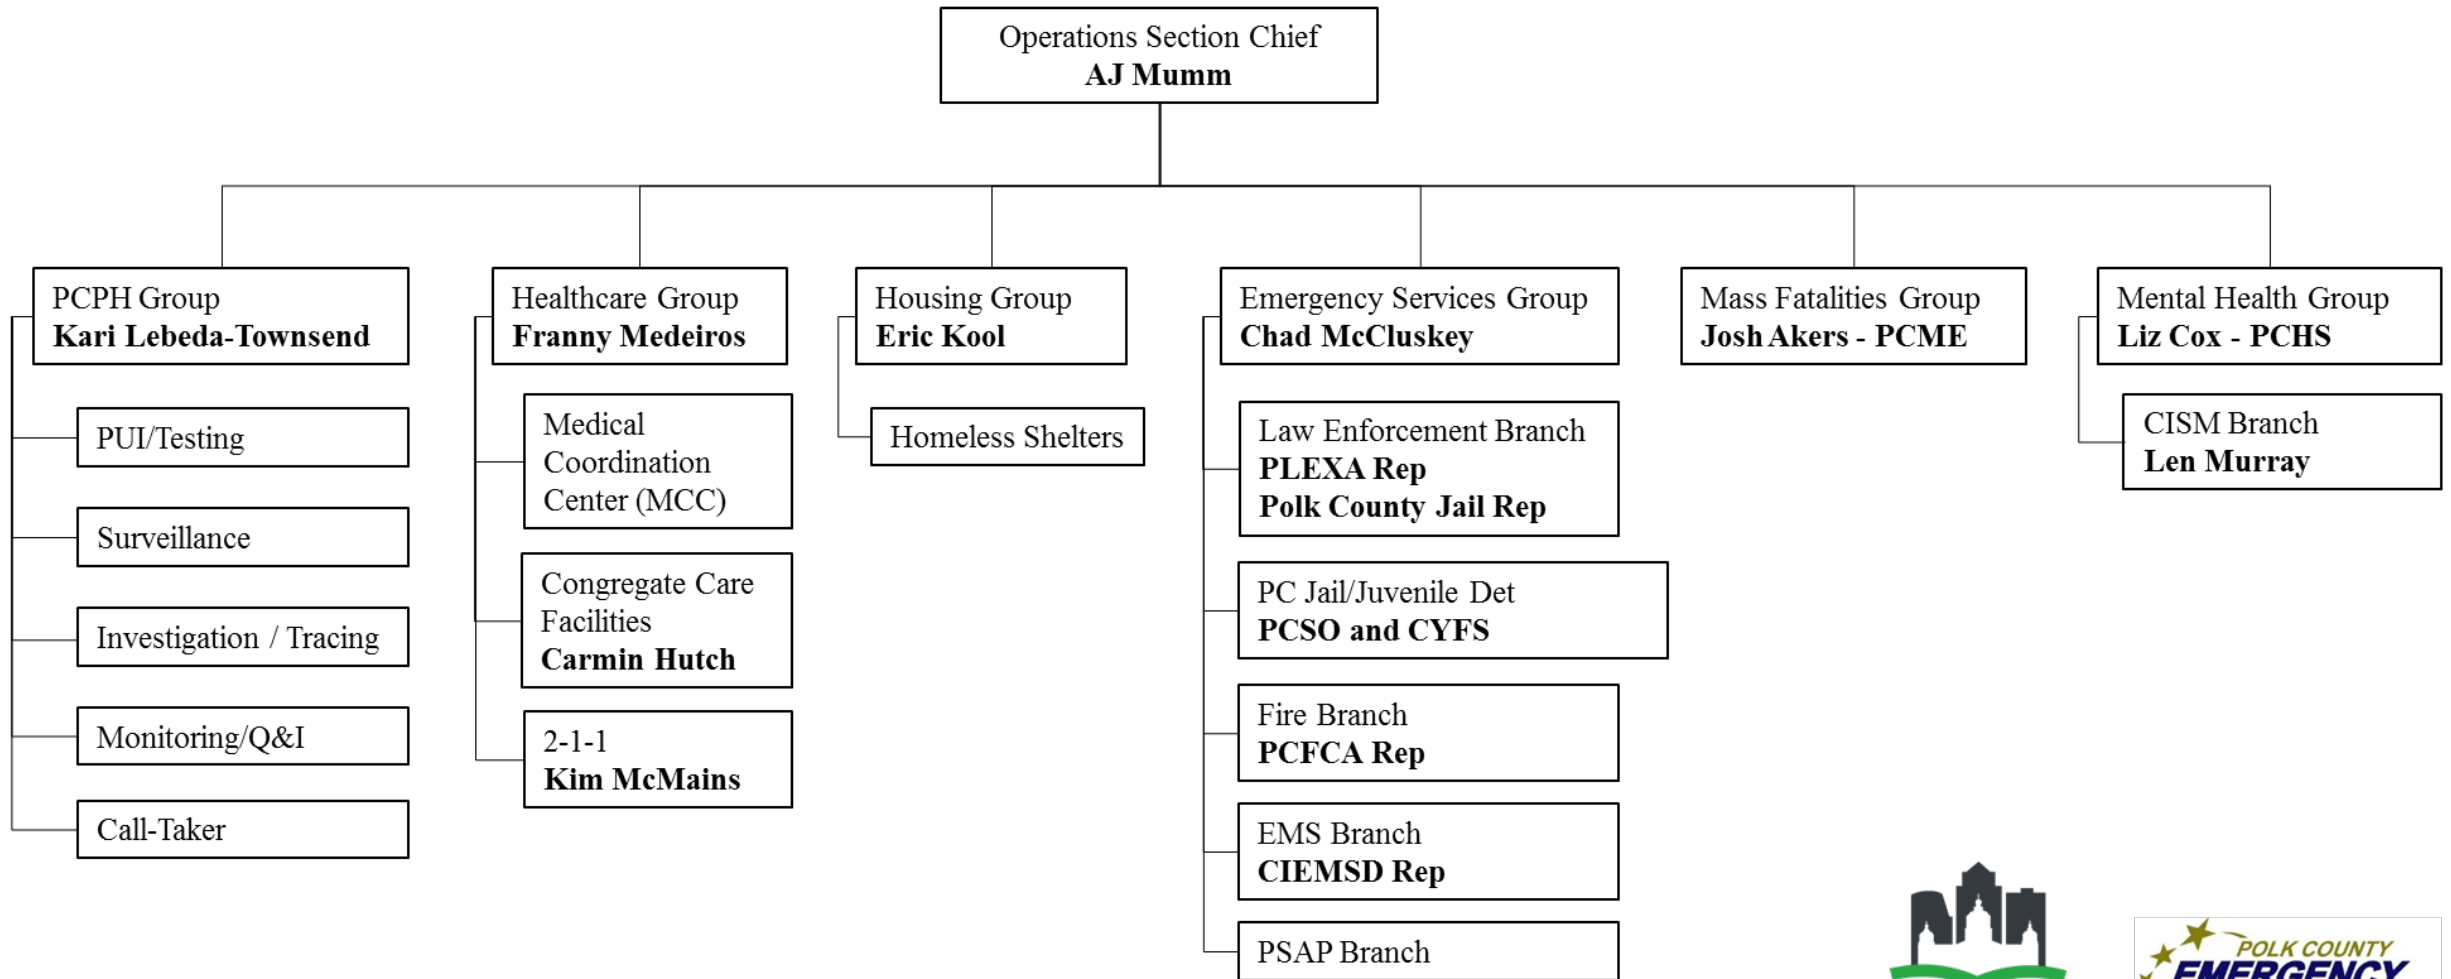 Operations Section Chief
AJ Mumm
PCPH Group
Kari Lebeda-Townsend
PUI/Testing
Surveillance
Investigation / Tracing
Monitoring/Q&I
Call-Taker
Healthcare Group
Franny Medeiros
Medical
Coordination
Center (MCC)
Congregate Care
Facilities
Carmin Hutch
2-1-1
Kim McMains
Housing Group
Eric Kool
Homeless Shelters
Emergency Services Group
Chad McCluskey
Law Enforcement Branch
PLEXA Rep
Polk County Jail Rep
PC Jail/Juvenile Det
PCSO and CYFS
Fire Branch
PCFCA Rep
EMS Branch
CIEMSD Rep
PSAP Branch
Mass Fatalities Group
Josh Akers - PCME
Mental Health Group
Liz Cox - PCHS
CISM Branch
Len Murray
POLK COUNTY
EMERGENCY